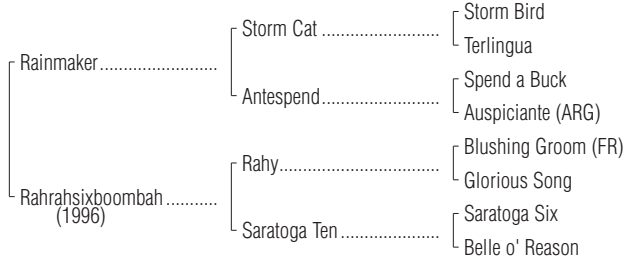 Storm Bird
Storm Cat ........................
Terlingua
Rainmaker........................
Spend a Buck
Antespend........................
Auspiciante (ARG)
Blushing Groom (FR)
Rahy.................................
Glorious Song
Rahrahsixboombah ..........
(1996)
Saratoga Six
Saratoga Ten ....................
Belle o' Reason